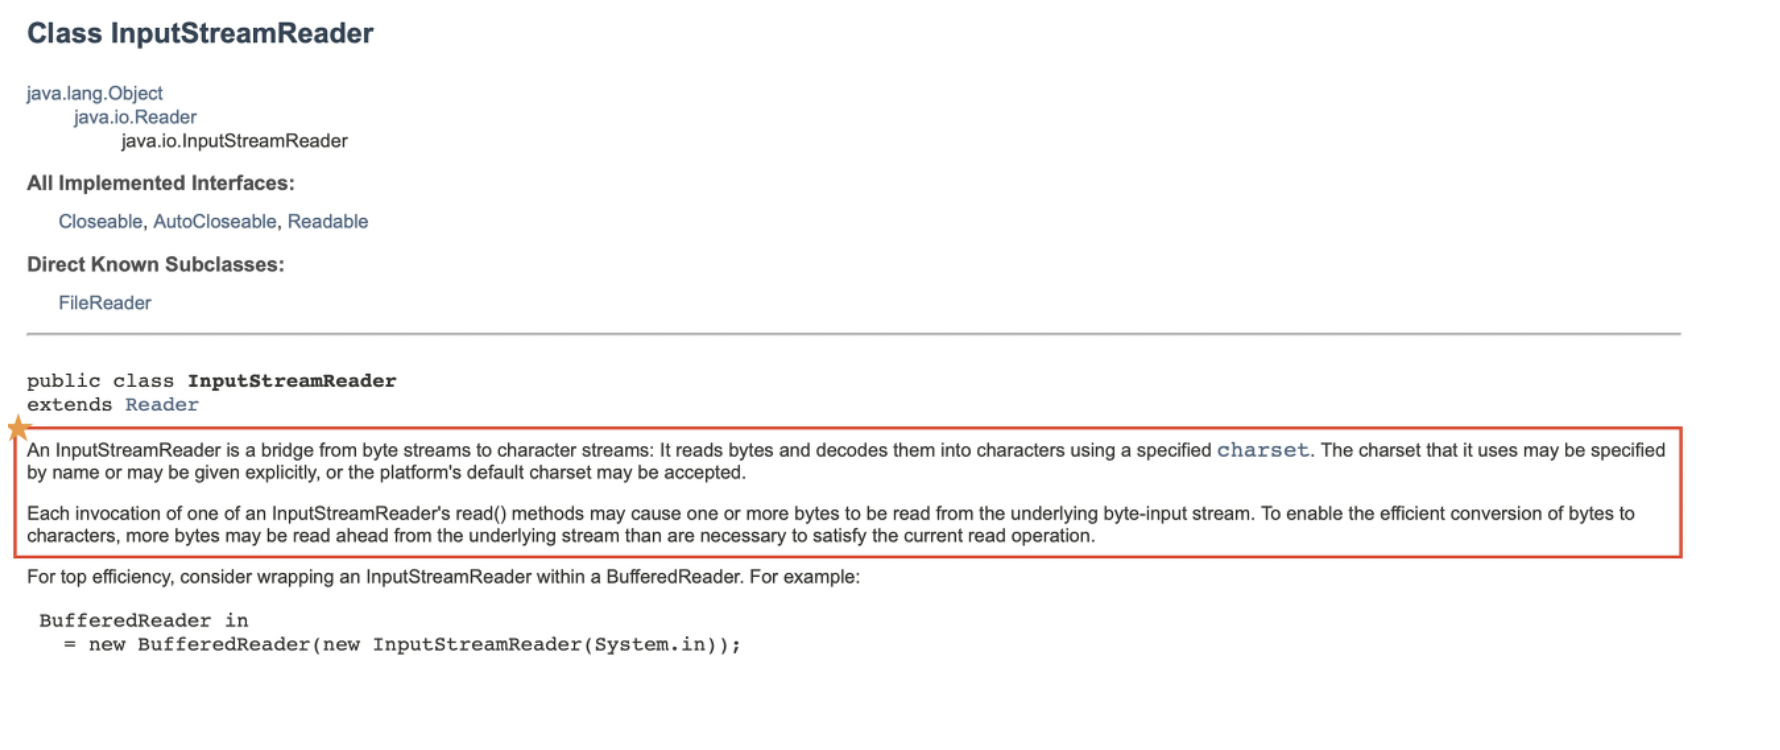 Class InputStreamReader
java.lang.Object
java.io.Reader
java.io.InputStreamReader
All Implemented Interfaces:
Closeable, AutoCloseable, Readable
Direct Known Subclasses:
FileReader
public class InputStreamReader
extends Reader
An InputStreamReader is a bridge from byte streams to character streams: It reads bytes and decodes them into characters using a specified charset. The charset that it uses may be specified
by name or may be given explicitly, or the platform's default charset may be accepted.
Each invocation of one of an InputStreamReader's read() methods may cause one or more bytes to be read from the underlying byte-input stream. To enable the efficient conversion of bytes to
characters, more bytes may be read ahead from the underlying stream than are necessary to satisfy the current read operation.
For top efficiency, consider wrapping an InputStreamReader within a BufferedReader. For example:
BufferedReader in
= new BufferedReader(new InputStreamReader(System.in));